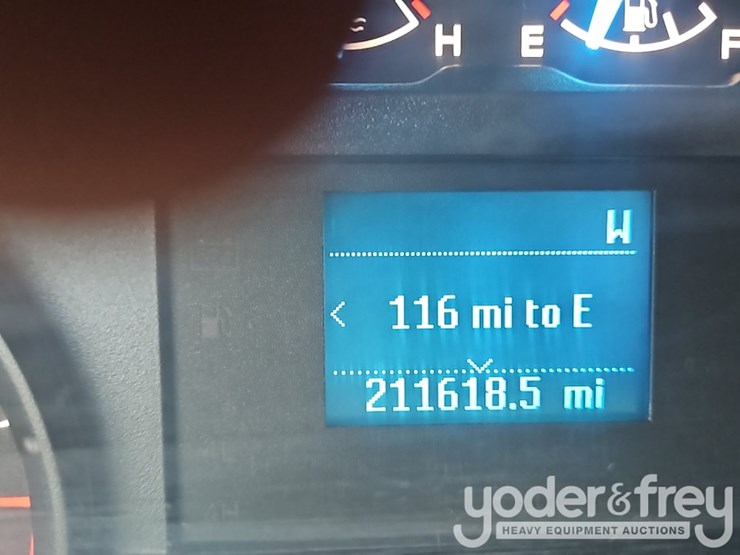 H E F
W
< 116 mi to E
211618.5 mi
yoder&frey
HEAVY EQUIPMENT AUCTIONS